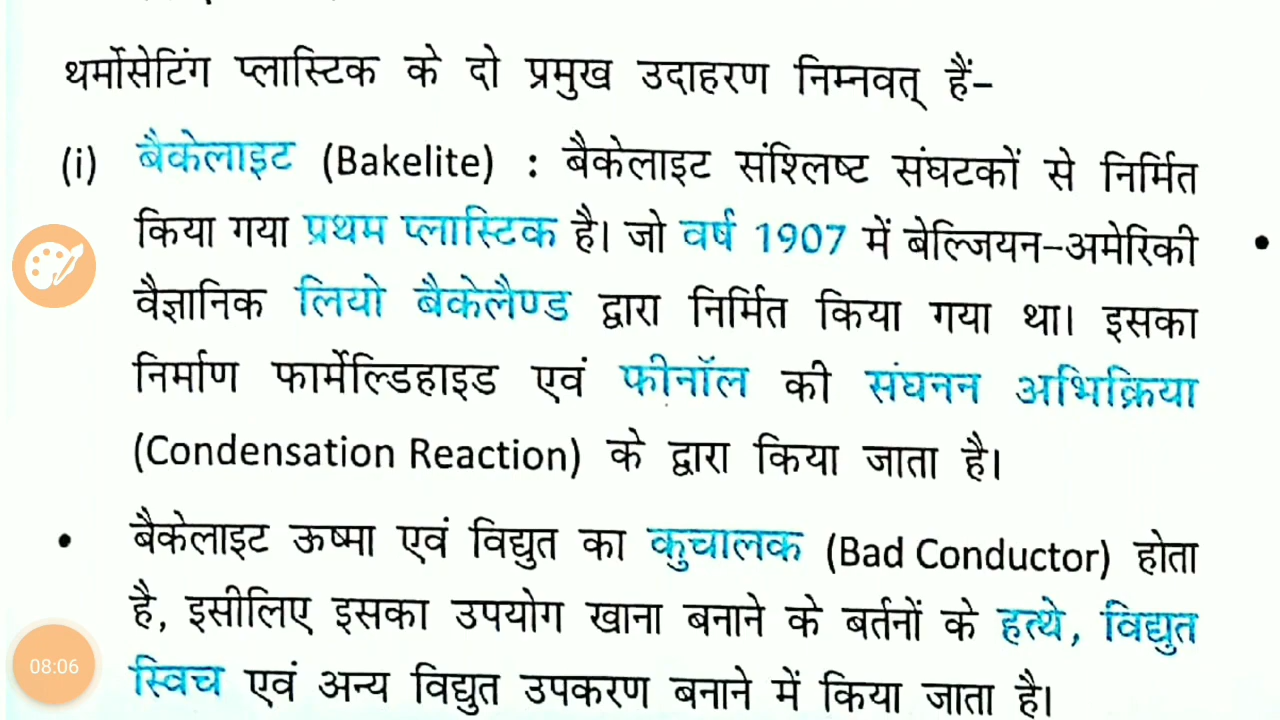 थर्मोसेटिंग प्लास्टिक के दो प्रमुख उदाहरण निम्नवत् हैं–
(i) बैकेलाइट (Bakelite) : बैकेलाइट संश्लिष्ट संघटकों से निर्मित
किया गया प्रथम प्लास्टिक है। जो वर्ष 1907 में बेल्जियन–अमेरिकी
वैज्ञानिक लियो बैकेलैण्ड द्वारा निर्मित किया गया था। इसका
निर्माण फार्मेल्डिहाइड एवं फीनॉल की संघनन अभिक्रिया
(Condensation Reaction) के द्वारा किया जाता है।
• बैकेलाइट ऊष्मा एवं विद्युत का कुचालक (Bad Conductor) होता
है, इसीलिए इसका उपयोग खाना बनाने के बर्तनों के हत्थे, विद्युत
स्विच एवं अन्य विद्युत उपकरण बनाने में किया जाता है।
08:06